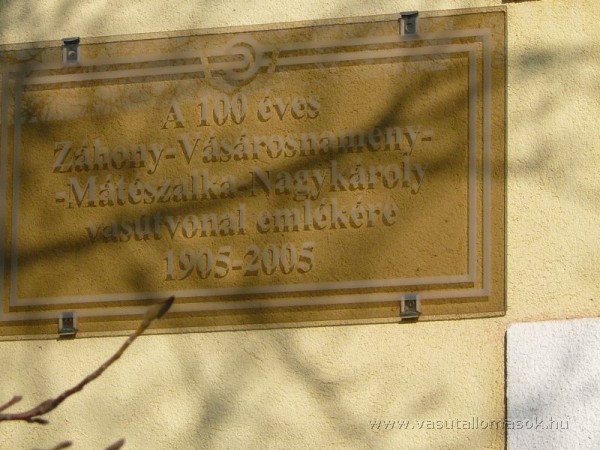 A 100 éves
Záhony-Vásárosnamény-
-Mátészalka-Nagykároly
vasútvonal emlékére
1905-2005
www.vasutallomasok.hu